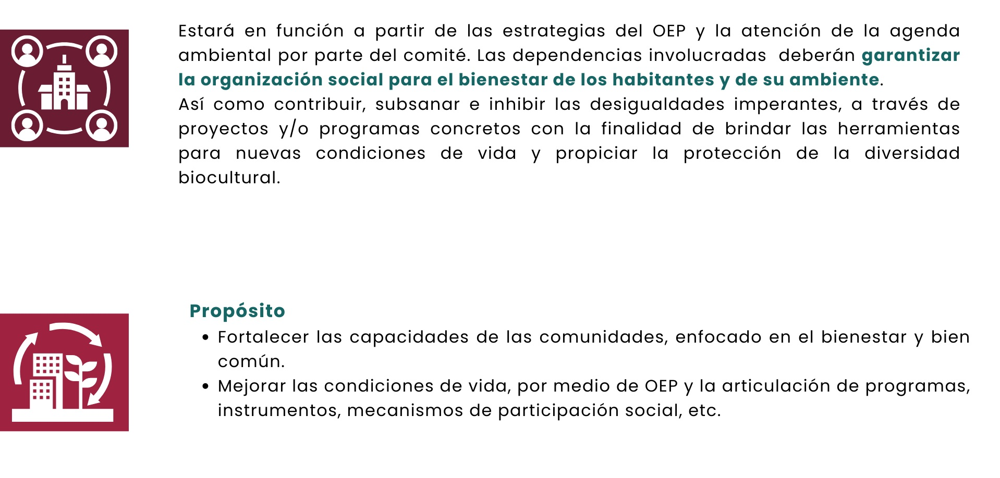 Estará en función a partir de las estrategias del OEP y la atención de la agenda
ambiental por parte del comité. Las dependencias involucradas deberán garantizar
la organización social para el bienestar de los habitantes y de su ambiente.
Así como contribuir, subsanar e inhibir las desigualdades imperantes, a través de
proyectos y/o programas concretos con la finalidad de brindar las herramientas
para nuevas condiciones de vida y propiciar la protección de la diversidad
biocultural.
Propósito
• Fortalecer las capacidades de las comunidades, enfocado en el bienestar y bien
común.
• Mejorar las condiciones de vida, por medio de OEP y la articulación de programas,
instrumentos, mecanismos de participación social, etc.